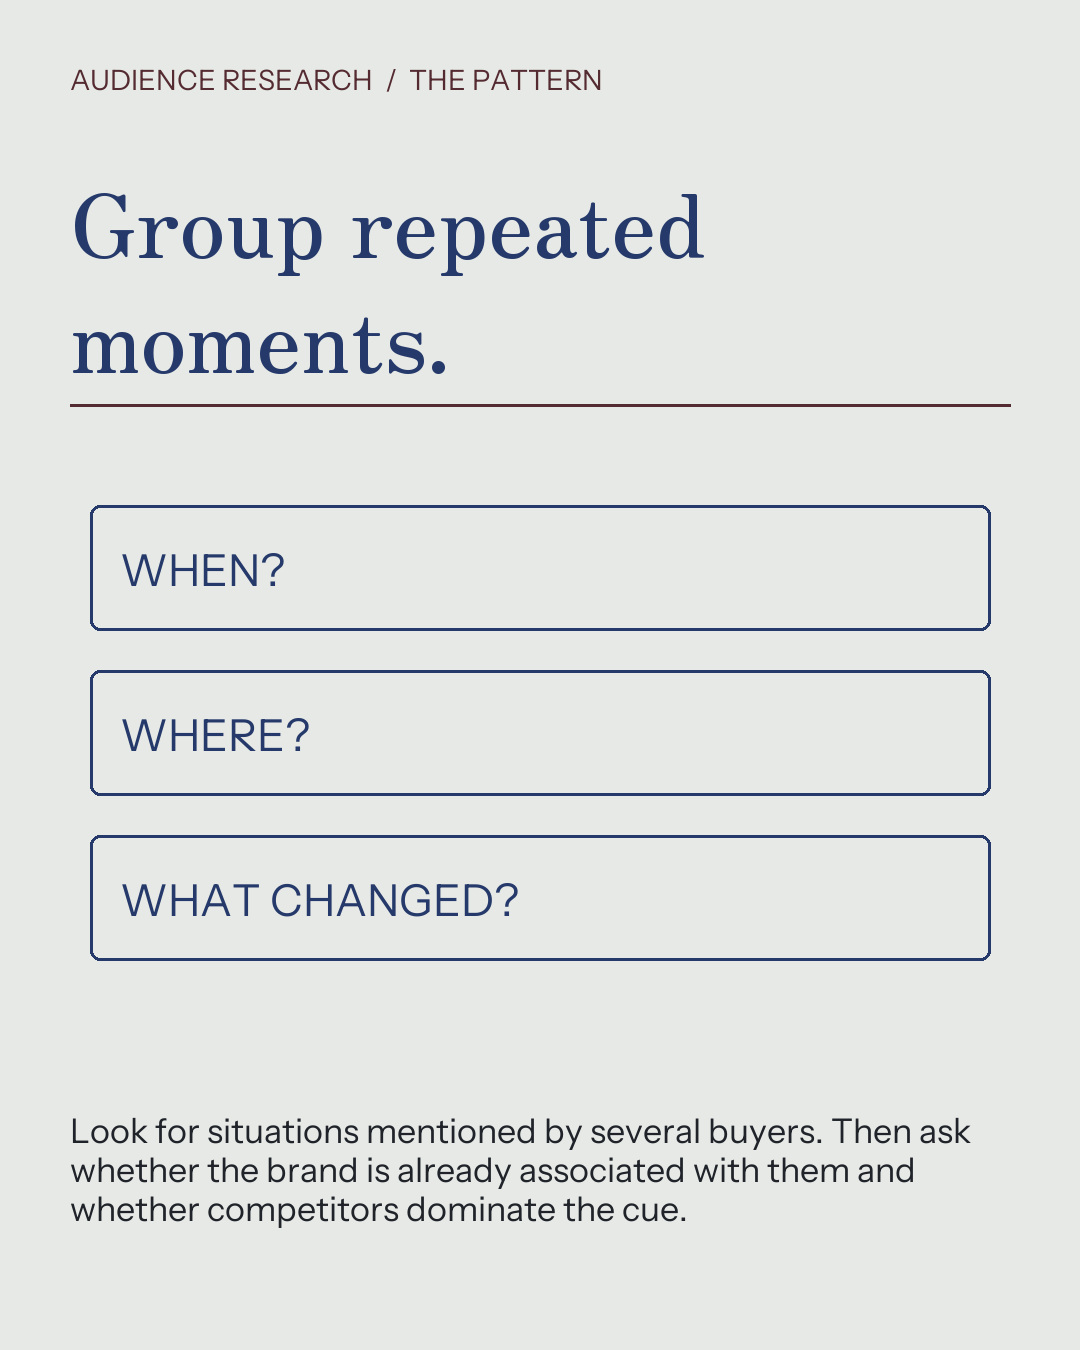 AUDIENCE RESEARCH / THE PATTERN
Group repeated
moments.
WHEN?
WHERE?
WHAT CHANGED?
Look for situations mentioned by several buyers. Then ask
whether the brand is already associated with them and
whether competitors dominate the cue.